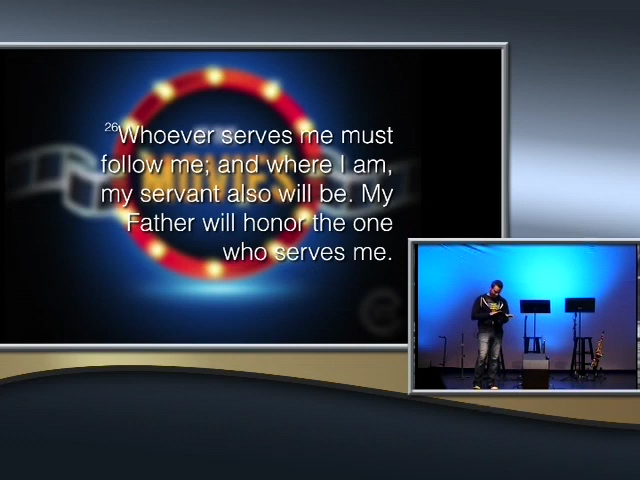 26Whoever serves me must
follow me; and where I am,
my servant also will be. My
Father will honor the one
who serves me.